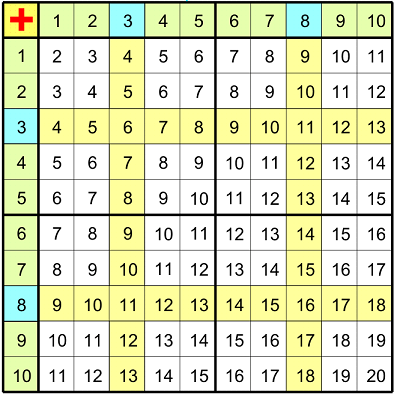 + 1 2 3 4 5 6 7 8 9 10
1 2 3 4 5 6 7 8 9 10 11
2 3 4 5 6 7 8 9 10 11 12
3 4 5 6 7 8 9 10 11 12 13
4 5 6 7 8 9 10 11 12 13 14
5 6 7 8 9 10 11 12 13 14 15
6 7 8 9 10 11 12 13 14 15 16
7 8 9 10 11 12 13 14 15 16 17
8 9 10 11 12 13 14 15 16 17 18
9 10 11 12 13 14 15 16 17 18 19
10 11 12 13 14 15 16 17 18 19 20